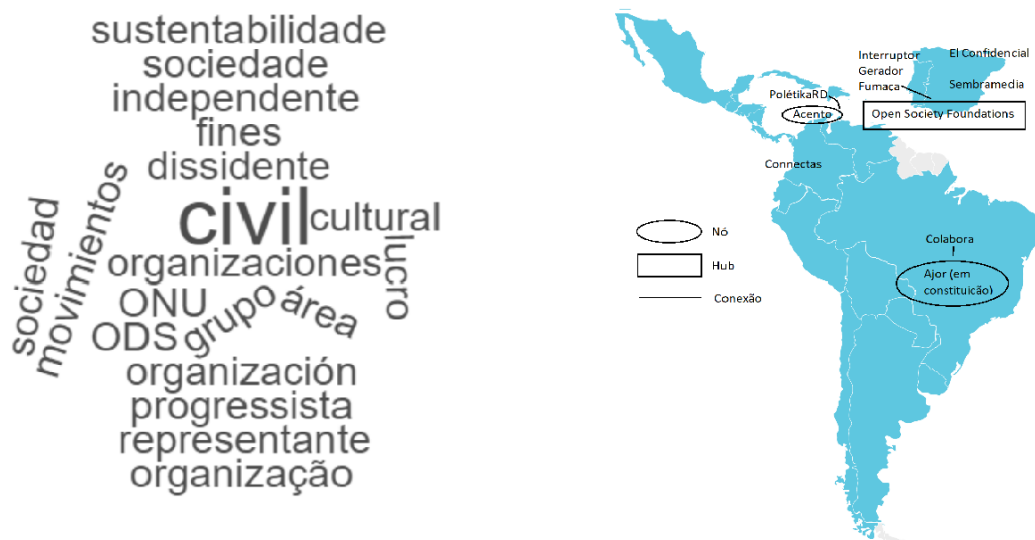 sustentabilidade
sociedade
independente
fines
dissidente
civil cultural
sociedad
movimientos
organizaciones
lucro
ONU
ODS grupo área
organización
progressista
representante
organização
Interruptor
Gerador
Fumaça
El Confidencial
Sembramedia
PolétikaRD
Acento
Open Society Foundations
Connectas
Nó
Hub
Conexão
Colabora
Ajor (em
constituicão)